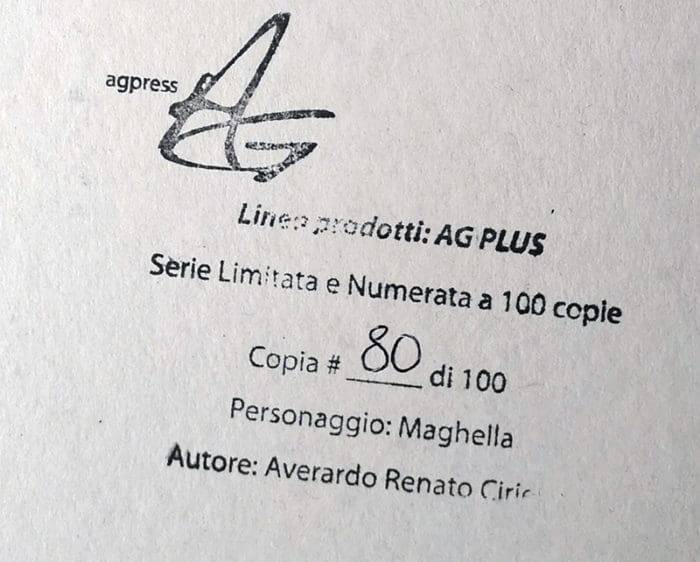 agpress
AG
Linea prodotti: AG PLUS
Serie Limitata e Numerata a 100 copie
Copia # 80 di 100
Personaggio: Maghella
Autore: Averardo Renato